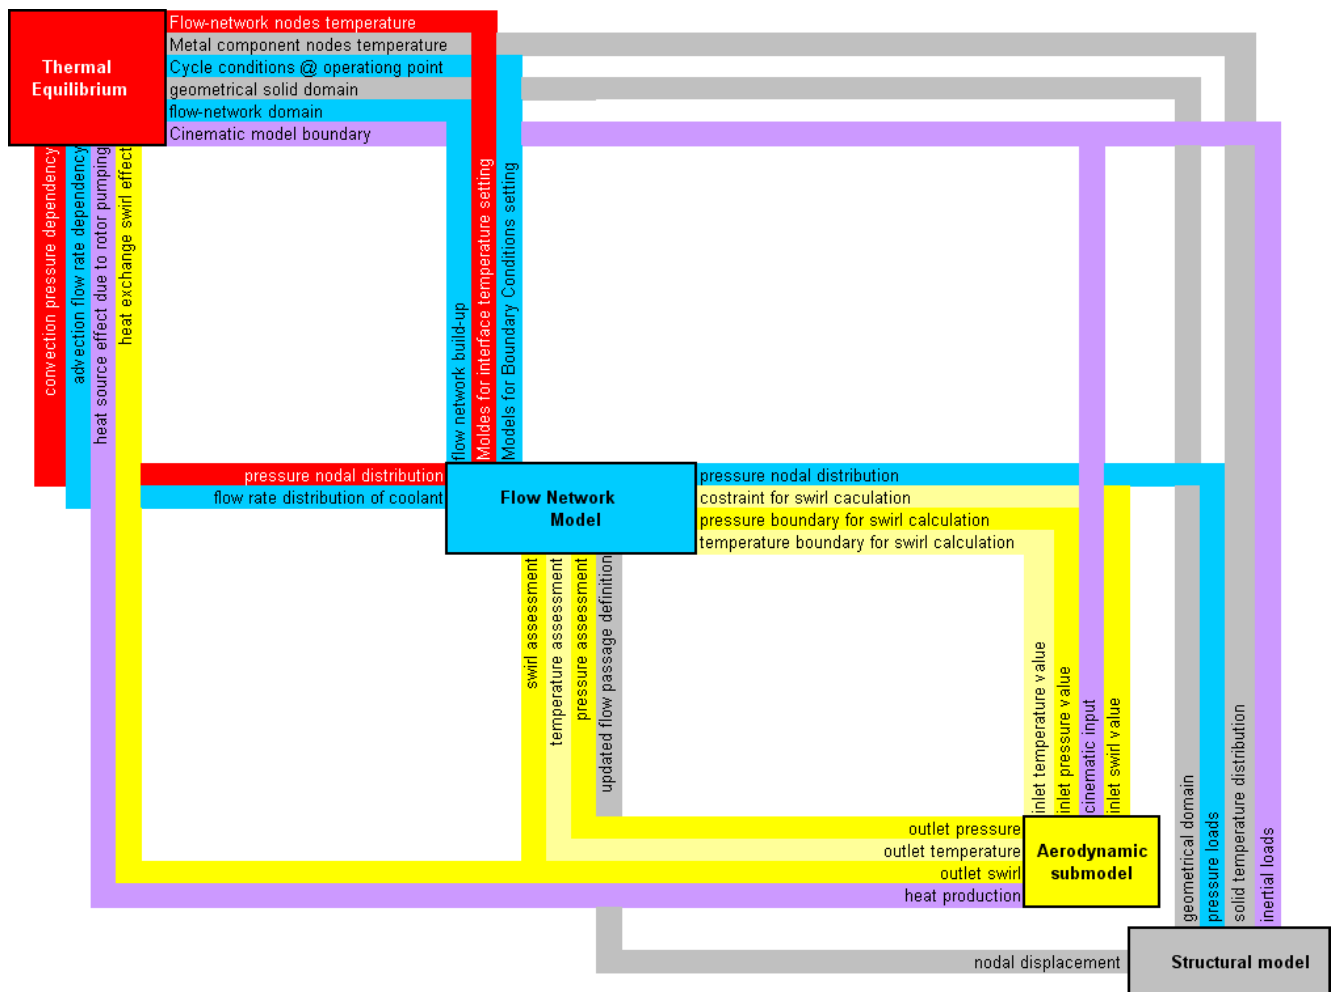 Flow-network nodes temperature
Metal component nodes temperature
Thermal
Equilibrium
Cycle conditions @ operationg point
geometrical solid domain
flow-network domain
Cinematic model boundary
convection pressure dependency
advection flow rate dependency
heat source effect due to rotor pumping
heat exchange swirl effect
flow network build-up
Moldes for interface temperature setting
Models for Boundary Conditions setting
pressure nodal distribution
flow rate distribution of coolant
Flow Network
Model
pressure nodal distribution
costraint for swirl caculation
pressure boundary for swirl calculation
temperature boundary for swirl calculation
swirl assessment
temperature assessment
pressure assessment
updated flow passage definition
inlet temperature value
inlet pressure value
cinematic input
inlet swirl value
outlet pressure
outlet temperature
outlet swirl
heat production
Aerodynamic
submodel
geometrical domain
pressure loads
solid temperature distribution
inertial loads
nodal displacement
Structural model